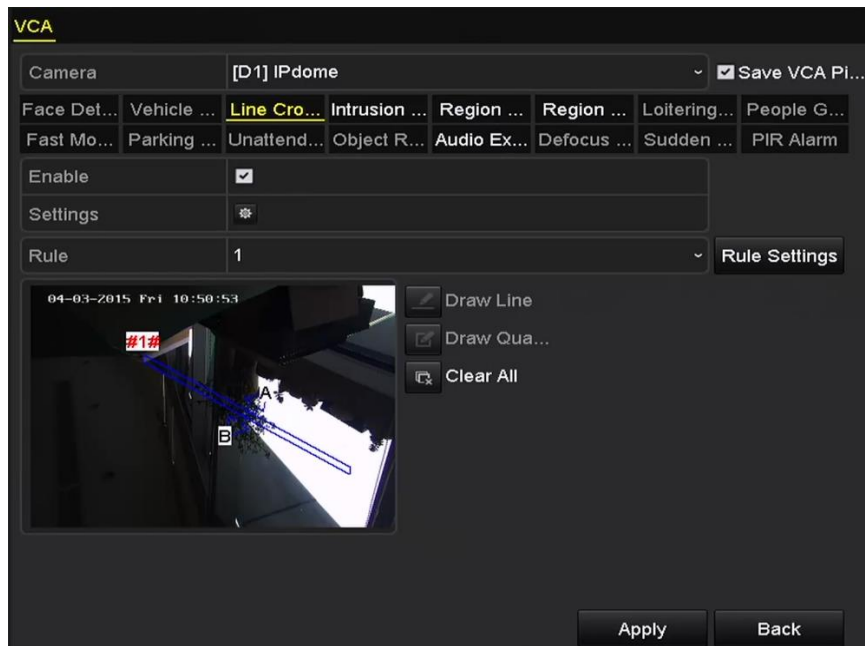 VCA
Camera [D1] IPdome Save VCA Pi...
Face Det... Vehicle ... Line Cro... Intrusion ... Region ... Region ... Loitering... People G...
Fast Mo... Parking ... Unattend... Object R... Audio Ex... Defocus ... Sudden ... PIR Alarm
Enable
Settings
Rule 1 Rule Settings
04-03-2015 Fri 10:50:53
#1#
A
B
Draw Line
Draw Qua...
Clear All
Apply Back